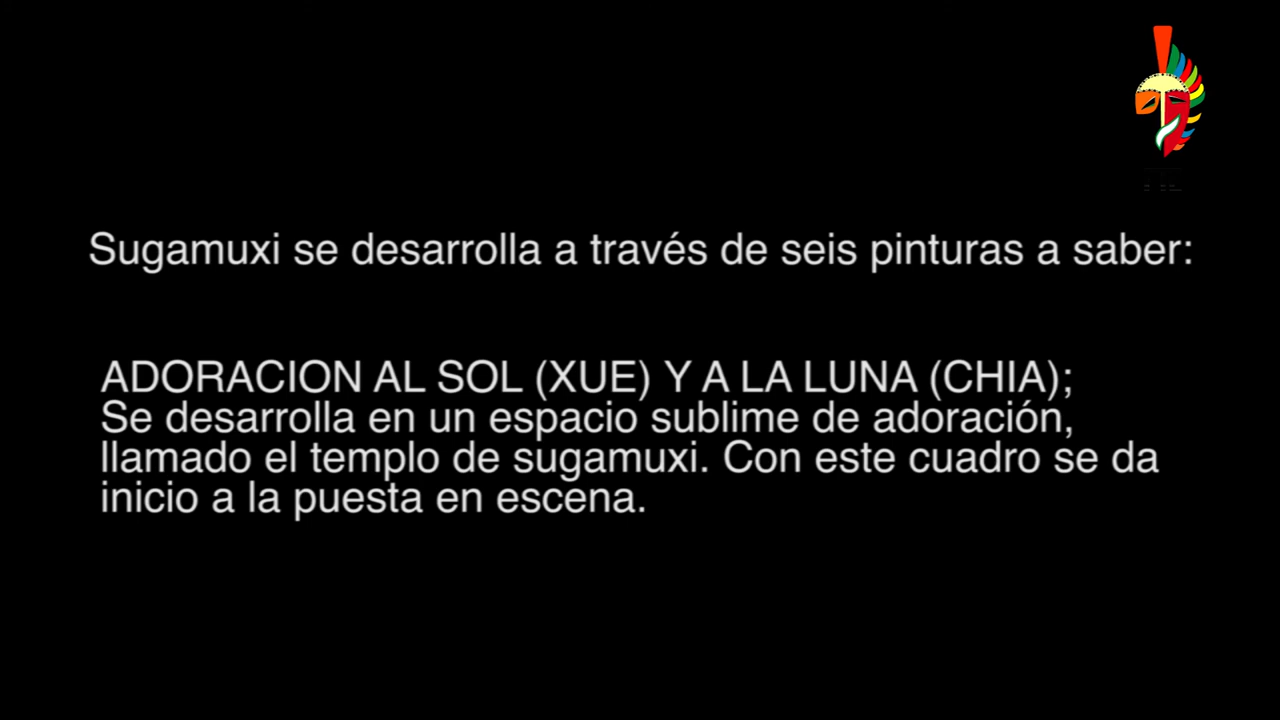 Sugamuxi se desarrolla a través de seis pinturas a saber:
ADORACION AL SOL (XUE) Y A LA LUNA (CHIA);
Se desarrolla en un espacio sublime de adoración,
llamado el templo de sugamuxi. Con este cuadro se da
inicio a la puesta en escena.